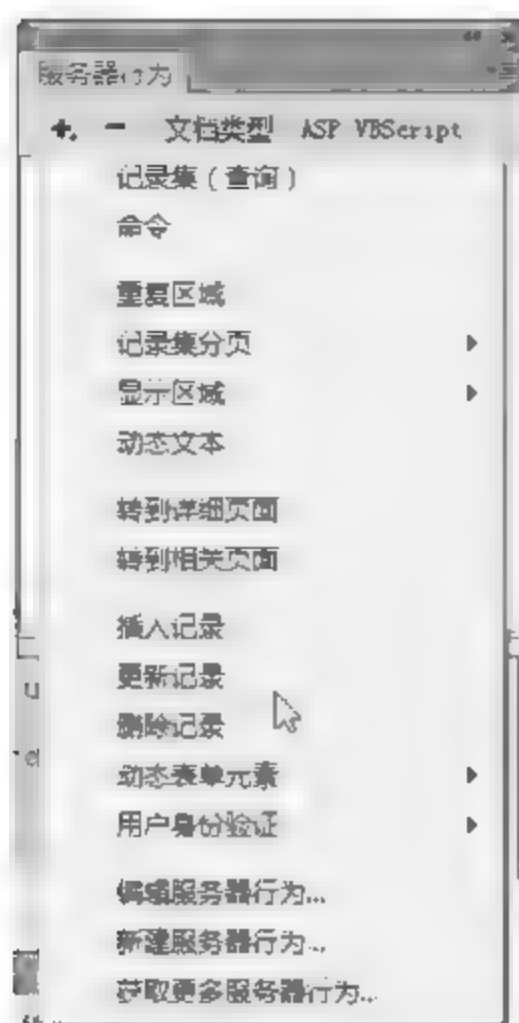 服务器行为
文档类型 ASP VBScript
记录集(查询)
命令
重复区域
记录集分页
显示区域
动态文本
转到详细页面
转到相关页面
插入记录
更新记录
删除记录
动态表单元素
用户身份验证
编辑服务器行为...
新建服务器行为...
获取更多服务器行为...